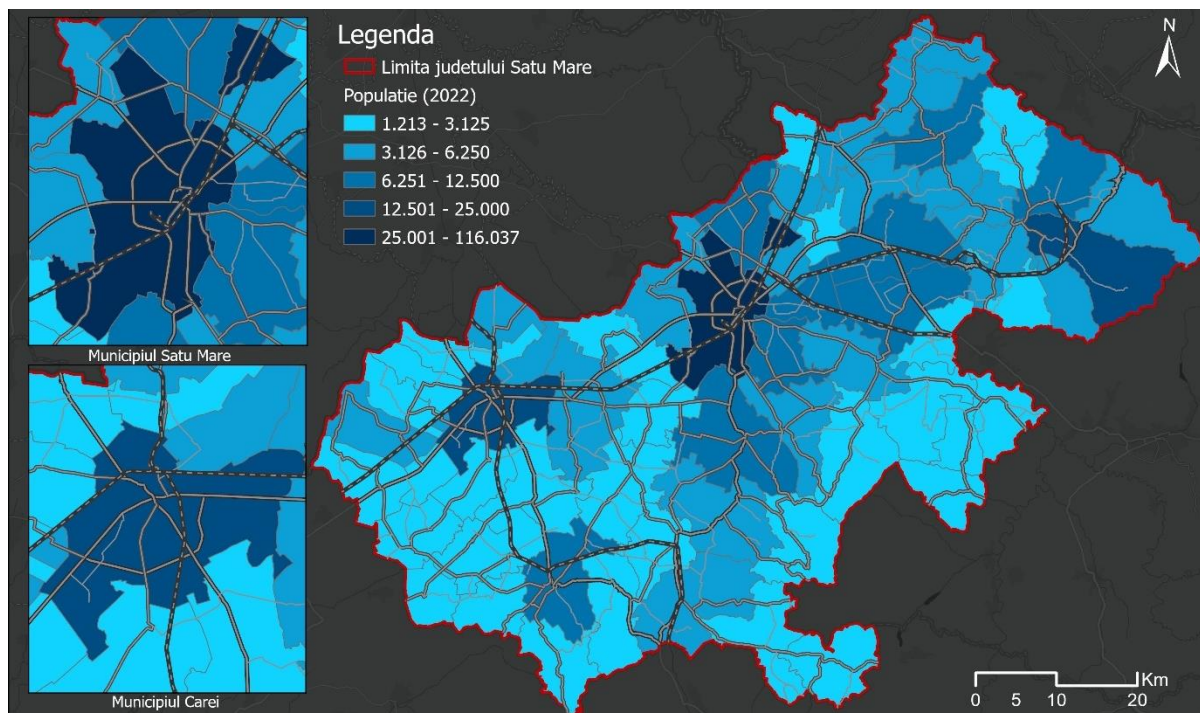 Legenda
Limita judetului Satu Mare
Populatie (2022)
1.213 - 3.125
3.126 - 6.250
6.251 - 12.500
12.501 - 25.000
25.001 - 116.037
N
Municipiul Satu Mare
Municipiul Carei
Km
0 5 10 20